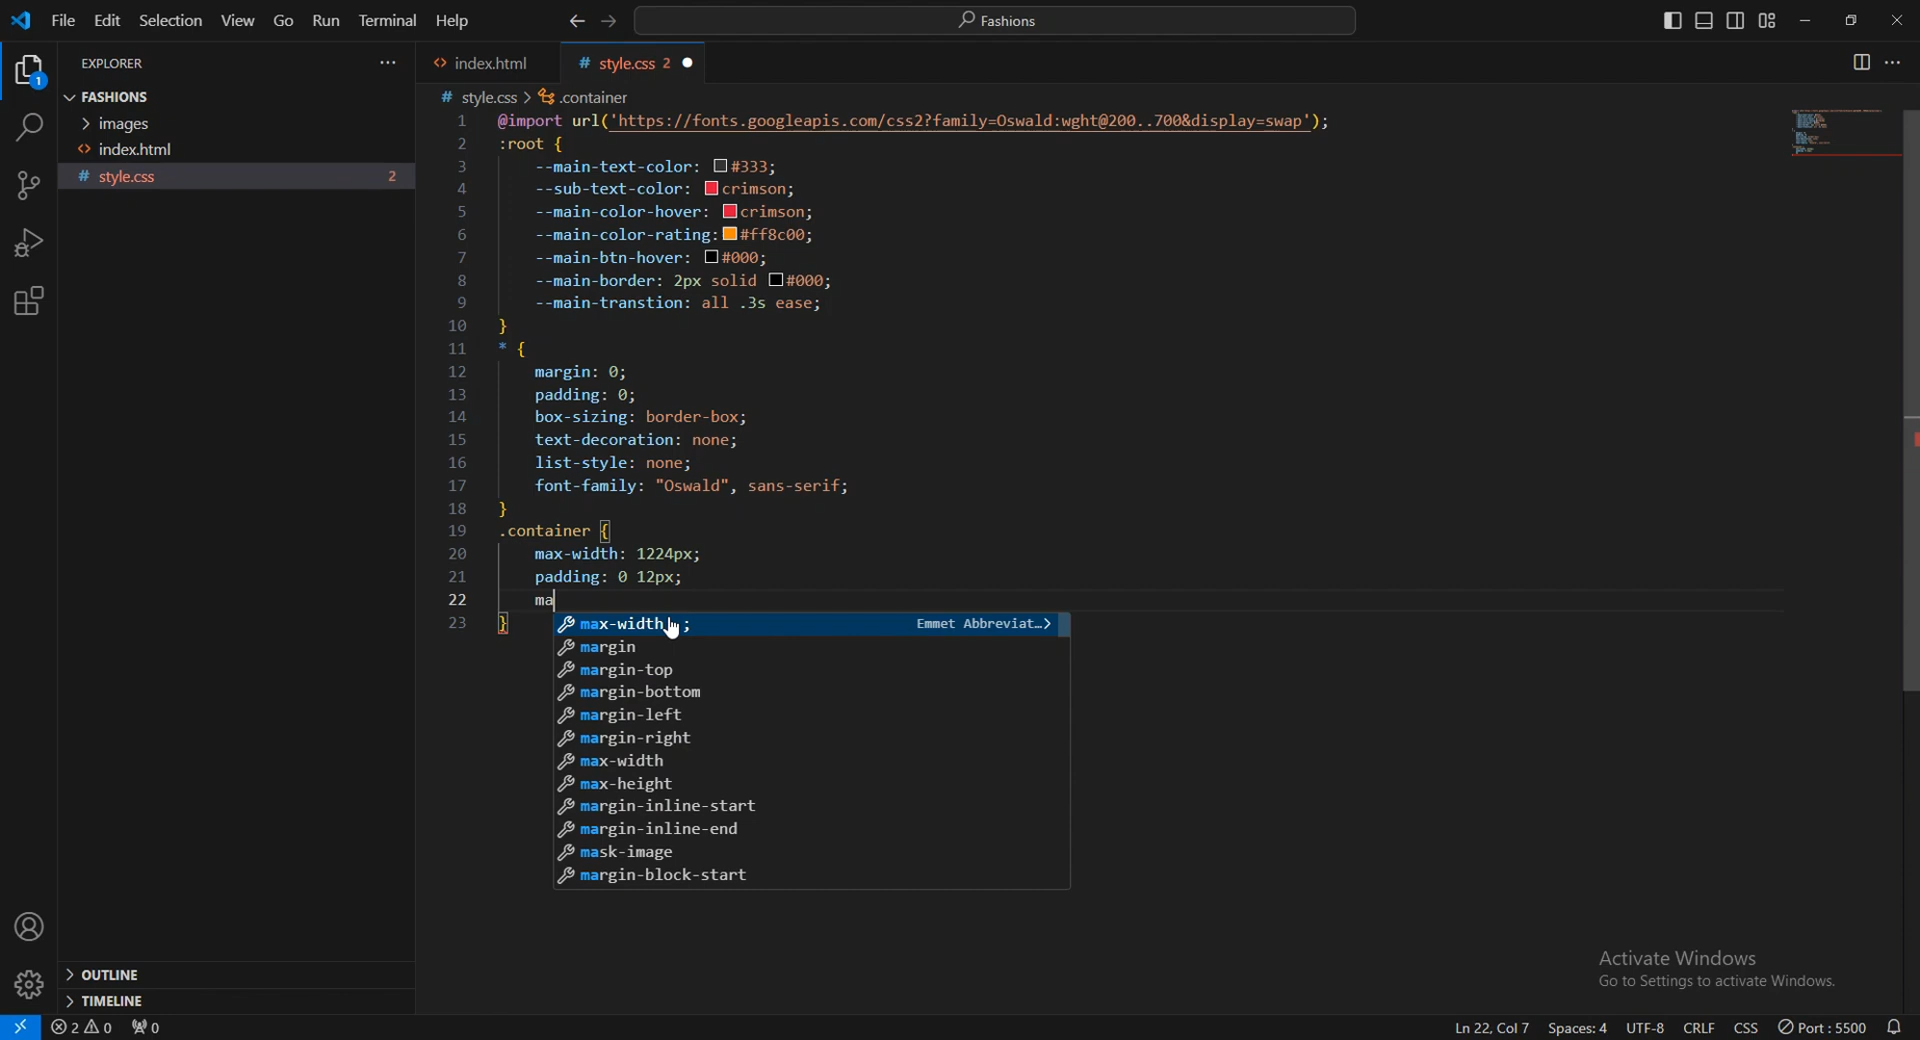 File Edit Selection View Go Run Terminal Help
Fashions
EXPLORER
index.html
style.css 2
1
FASHIONS
style.css > .container
images
index.html
style.css 2
1 @import url('https://fonts.googleapis.com/css2?family=Oswald:wght@200..700&display=swap');
2 :root {
3 --main-text-color: #333;
4 --sub-text-color: crimson;
5 --main-color-hover: crimson;
6 --main-color-rating: #ff8c00;
7 --main-btn-hover: #000;
8 --main-border: 2px solid #000;
9 --main-transtion: all .3s ease;
10 }
11 * {
12 margin: 0;
13 padding: 0;
14 box-sizing: border-box;
15 text-decoration: none;
16 list-style: none;
17 font-family: "Oswald", sans-serif;
18 }
19 .container {
20 max-width: 1224px;
21 padding: 0 12px;
22 ma
23 }
max-width ; Emmet Abbreviat…>
margin
margin-top
margin-bottom
margin-left
margin-right
max-width
max-height
margin-inline-start
margin-inline-end
mask-image
margin-block-start
Activate Windows
Go to Settings to activate Windows.
OUTLINE
TIMELINE
2 0 0
Ln 22, Col 7 Spaces: 4 UTF-8 CRLF CSS Port : 5500